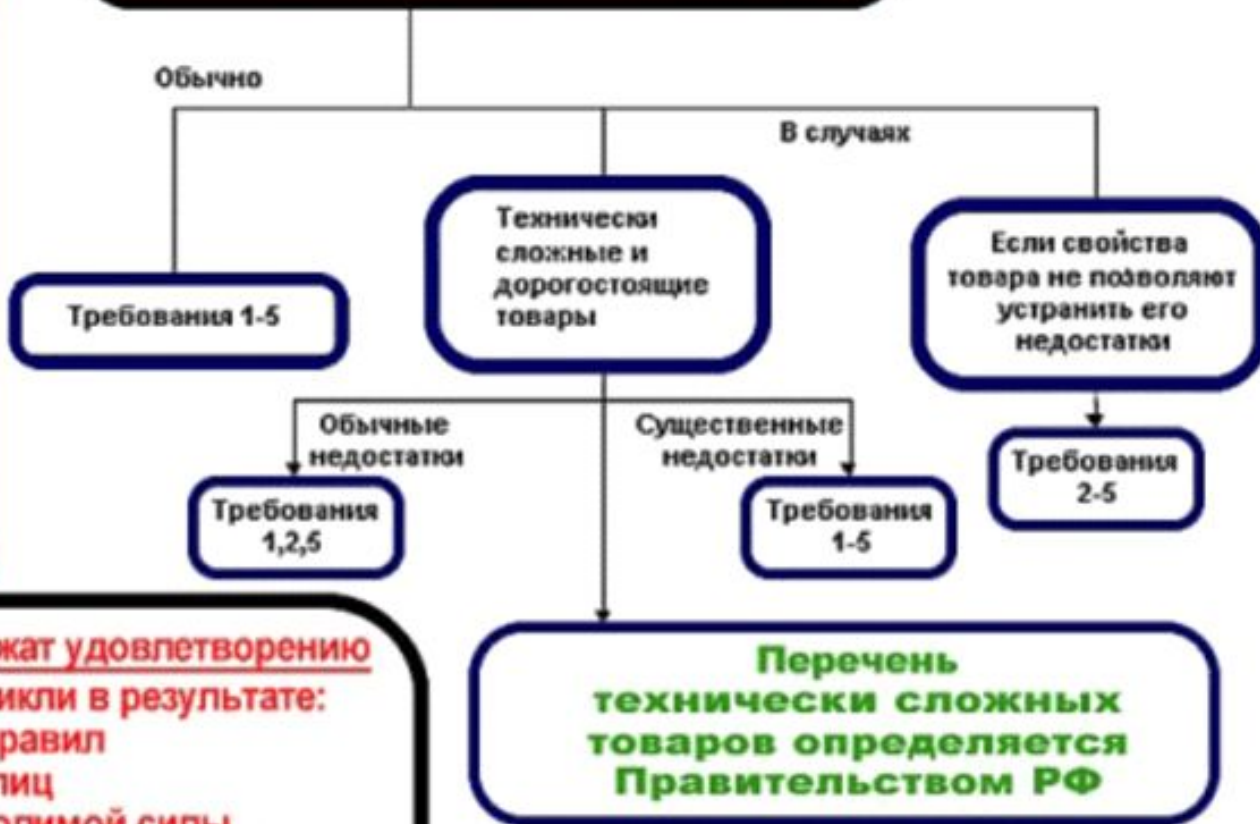 Обычно
В случаях
Требования 1-5
Технически
сложные и
дорогостоящие
товары
Если свойства
товара не позволяют
устранить его
недостатки
Обычные
недостатки
Существенные
недостатки
Требования
1,2,5
Требования
1-5
Требования
2-5
жат удовлетворению
икли в результате:
равил
лиц
Перечень
технически сложных
товаров определяется
Правительством РФ